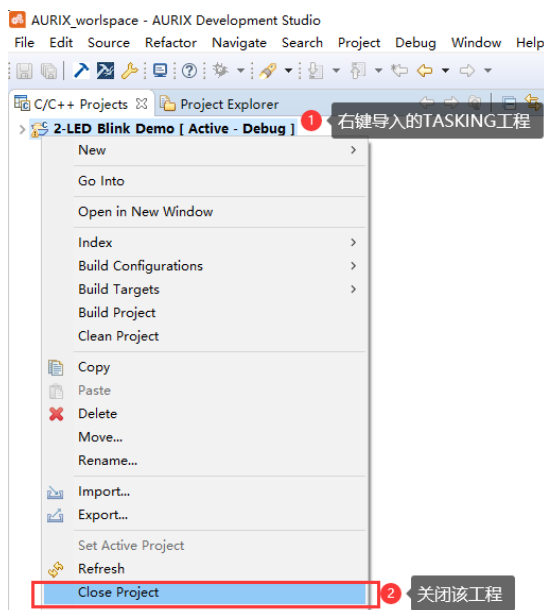 AURIX_worlspace - AURIX Development Studio
File Edit Source Refactor Navigate Search Project Debug Window Help
C/C++ Projects Project Explorer
2-LED Blink Demo [ Active - Debug ] 1 右键导入的TASKING工程
New
Go Into
Open in New Window
Index
Build Configurations
Build Targets
Build Project
Clean Project
Copy
Paste
Delete
Move...
Rename...
Import...
Export...
Set Active Project
Refresh
Close Project 2 关闭该工程